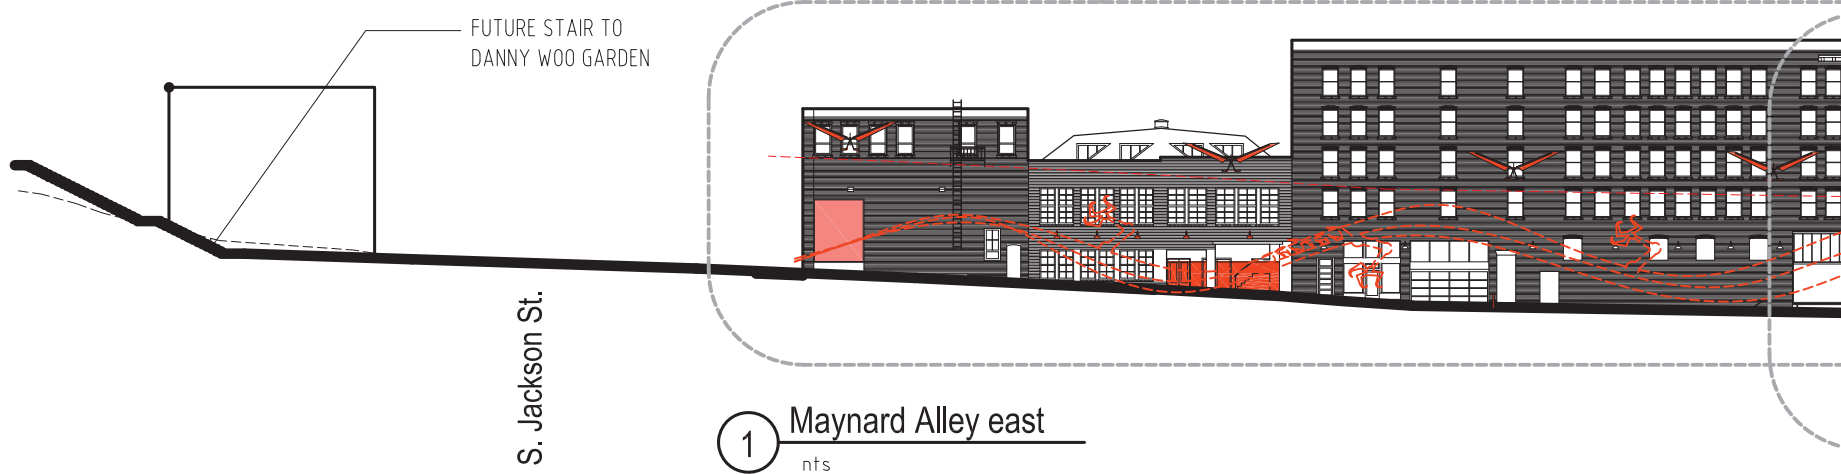 FUTURE STAIR TO
DANNY WOO GARDEN
S. Jackson St.
1
Maynard Alley east
nts